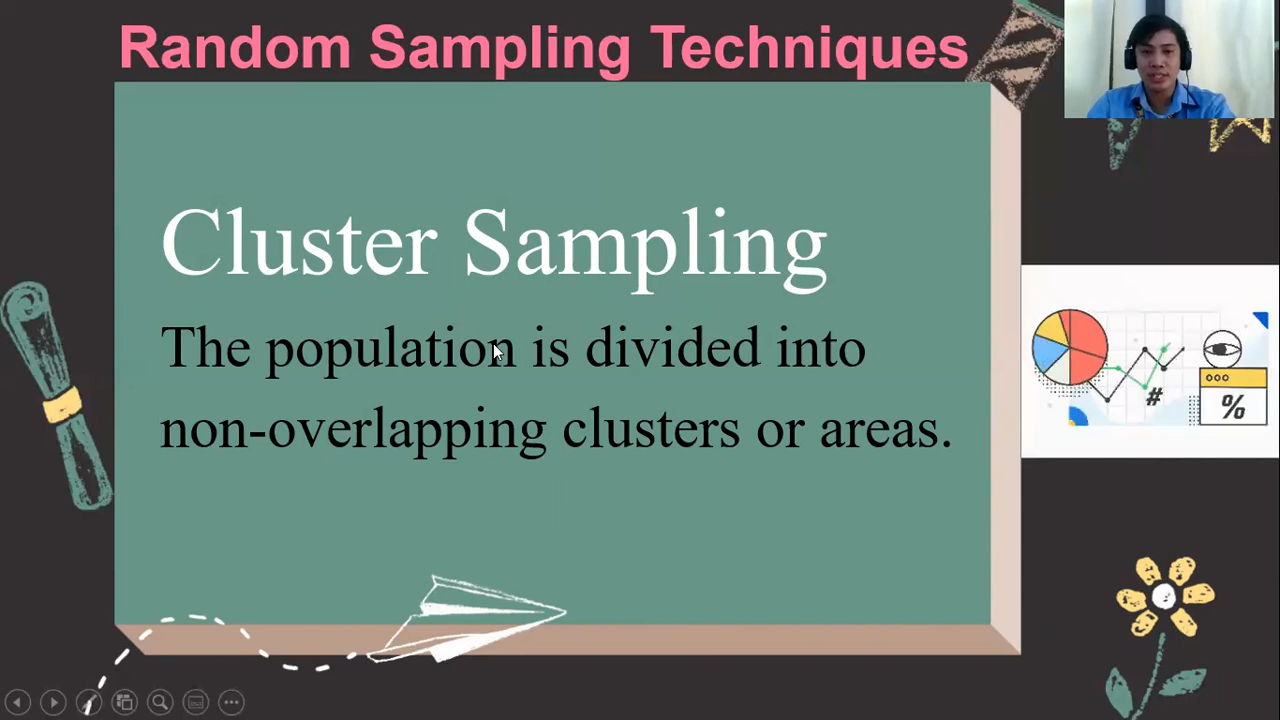 Random Sampling Techniques
Cluster Sampling
The population is divided into
non-overlapping clusters or areas.
#
%